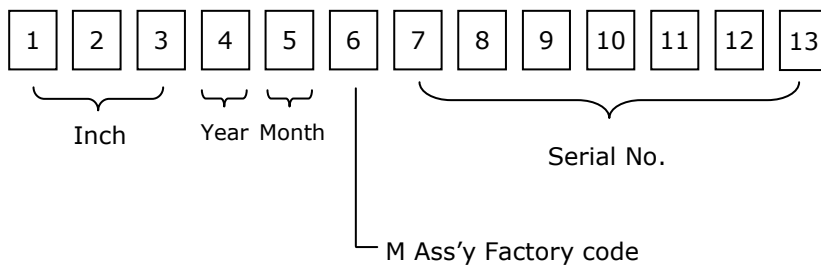 1 2 3 4 5 6 7 8 9 10 11 12 13
Inch Year Month
Serial No.
M Ass’y Factory code